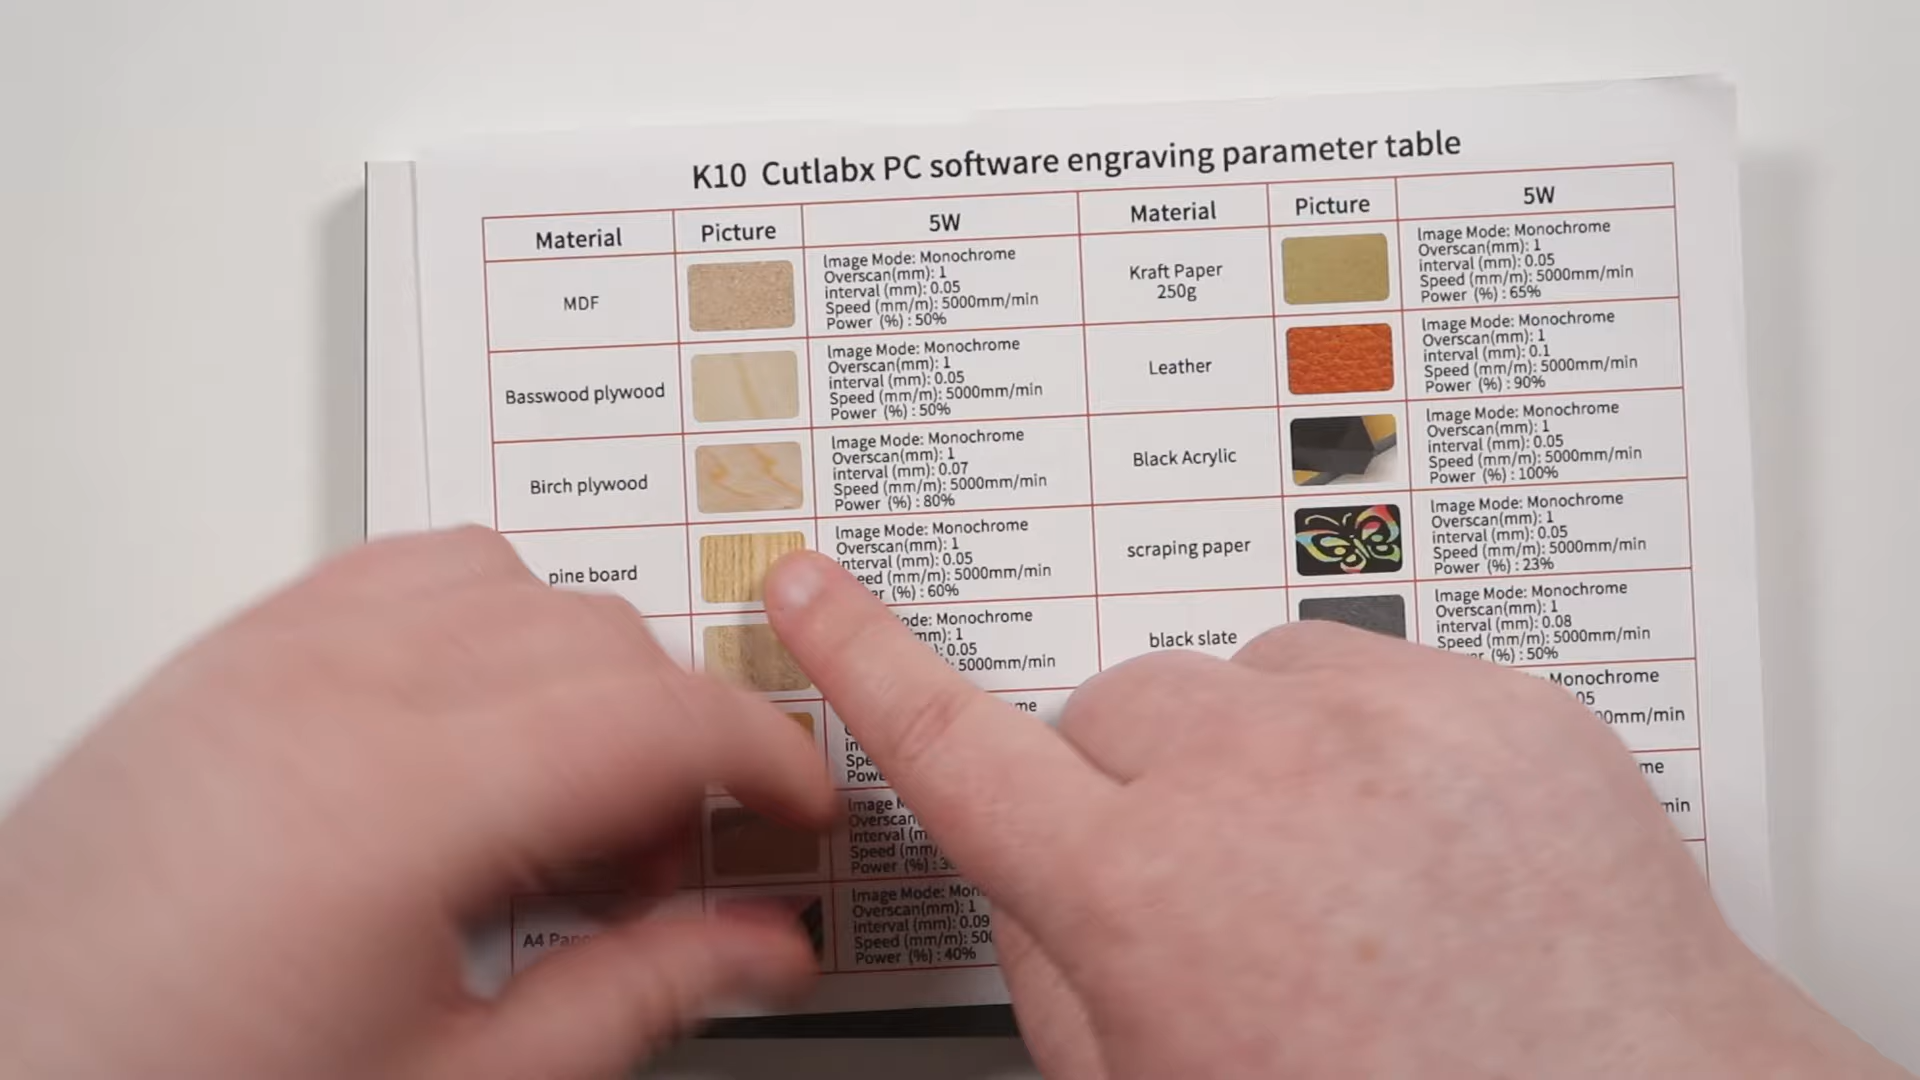 K10 Cutlabx PC software engraving parameter table
Material
Picture
5W
Material
Picture
5W
MDF
Image Mode: Monochrome
Overscan(mm): 1
interval (mm): 0.05
Speed (mm/m): 5000mm/min
Power (%) : 50%
Kraft Paper
250g
Image Mode: Monochrome
Overscan(mm): 1
interval (mm): 0.05
Speed (mm/m): 5000mm/min
Power (%) : 65%
Basswood plywood
Image Mode: Monochrome
Overscan(mm): 1
interval (mm): 0.05
Speed (mm/m): 5000mm/min
Power (%) : 50%
Leather
Image Mode: Monochrome
Overscan(mm): 1
interval (mm): 0.1
Speed (mm/m): 5000mm/min
Power (%) : 90%
Birch plywood
Image Mode: Monochrome
Overscan(mm): 1
interval (mm): 0.07
Speed (mm/m): 5000mm/min
Power (%) : 80%
Black Acrylic
Image Mode: Monochrome
Overscan(mm): 1
interval (mm): 0.05
Speed (mm/m): 5000mm/min
Power (%) : 100%
pine board
Image Mode: Monochrome
Overscan(mm): 1
interval (mm): 0.05
(mm/m): 5000mm/min
(%) : 60%
scraping paper
Image Mode: Monochrome
Overscan(mm): 1
interval (mm): 0.05
Speed (mm/m): 5000mm/min
Power (%) : 23%
1
0.05
5000mm/min
black slate
Image Mode: Monochrome
Overscan(mm): 1
interval (mm): 0.08
Speed (mm/m): 5000mm/min
(%) : 50%
Monochrome
Image
Overscan
interval
Speed
Power (%) :
A4
Image Mode:
Overscan(mm): 1
interval (mm): 0.09
Speed (mm/m):
Power (%) : 40%